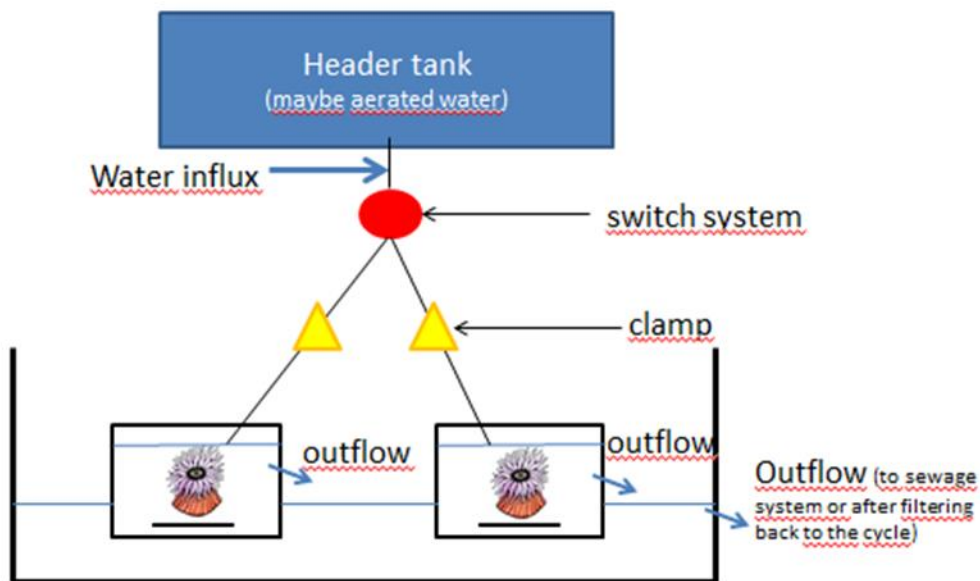 Header tank
(maybe aerated water)
Water influx
switch system
clamp
outflow
outflow
Outflow (to sewage
system or after filtering
back to the cycle)